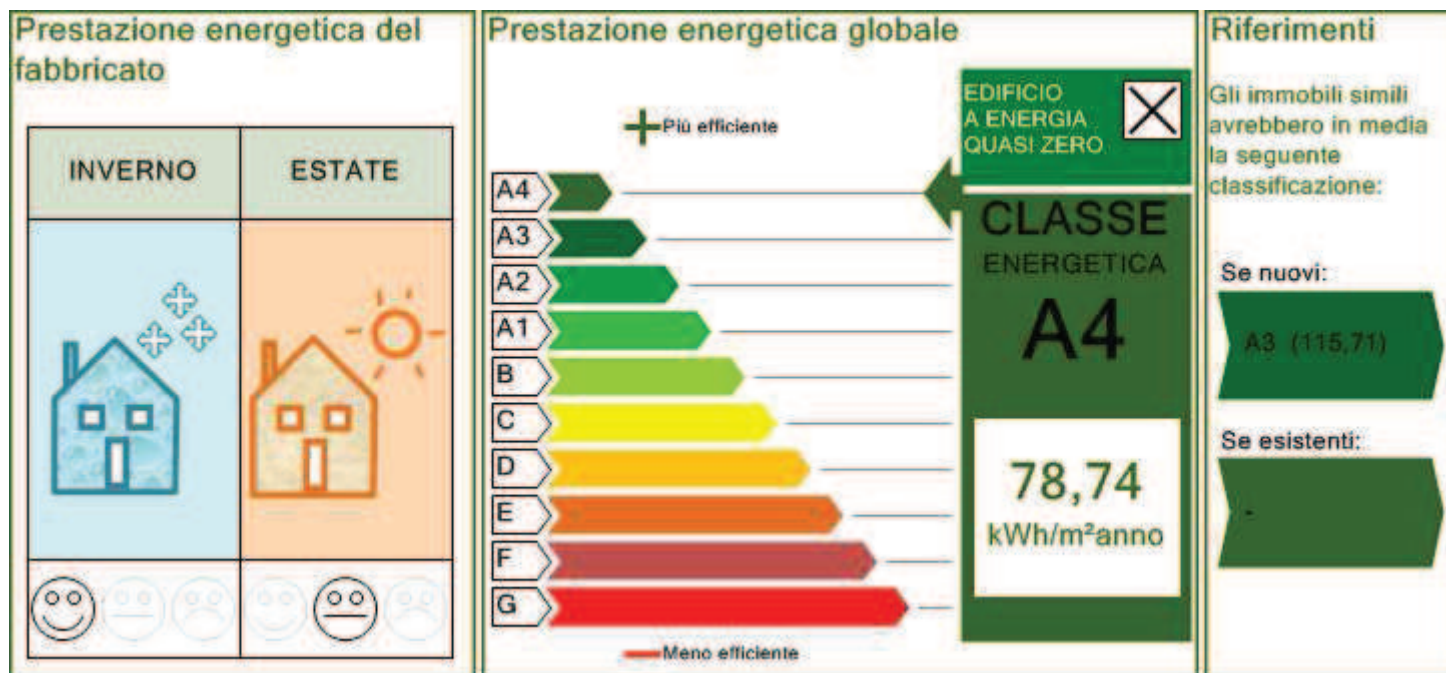 Prestazione energetica del
fabbricato
INVERNO
ESTATE
Prestazione energetica globale
Più efficiente
A4
A3
A2
A1
B
C
D
E
F
G
Meno efficiente
EDIFICIO
A ENERGIA
QUASI ZERO
CLASSE
ENERGETICA
A4
78,74
kWh/m²anno
Riferimenti
Gli immobili simili
avrebbero in media
la seguente
classificazione:
Se nuovi:
A3 (115,71)
Se esistenti:
-